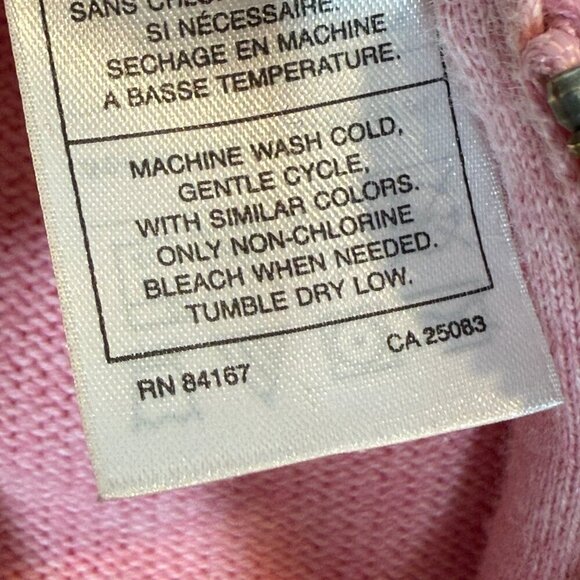 SANS
SI NÉCESSAIRE.
SECHAGE EN MACHINE
A BASSE TEMPERATURE.
MACHINE WASH COLD,
GENTLE CYCLE,
WITH SIMILAR COLORS.
ONLY NON-CHLORINE
BLEACH WHEN NEEDED.
TUMBLE DRY LOW.
RN 84167
CA 25083